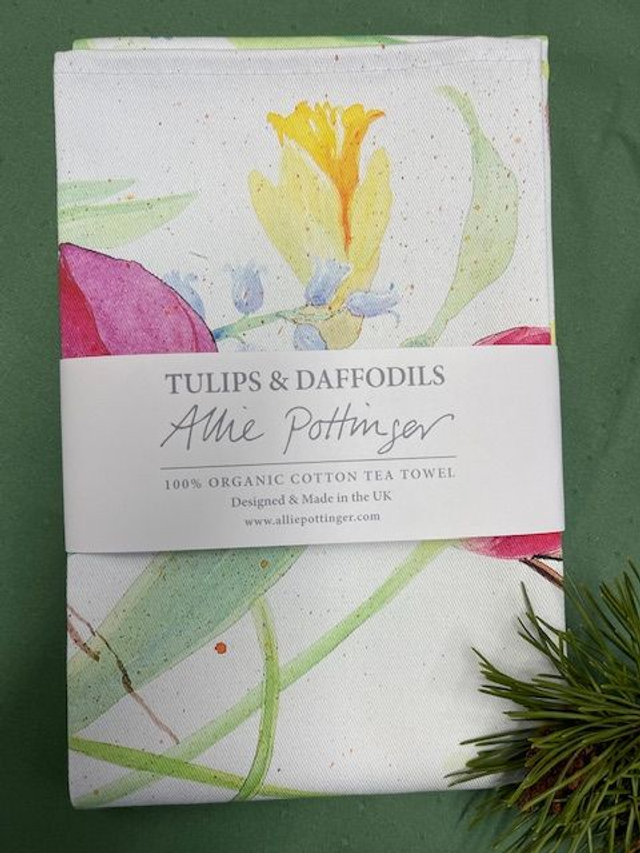 TULIPS & DAFFODILS
Allie Pottinger
100% ORGANIC COTTON TEA TOWEL
Designed & Made in the UK
www.alliepottinger.com